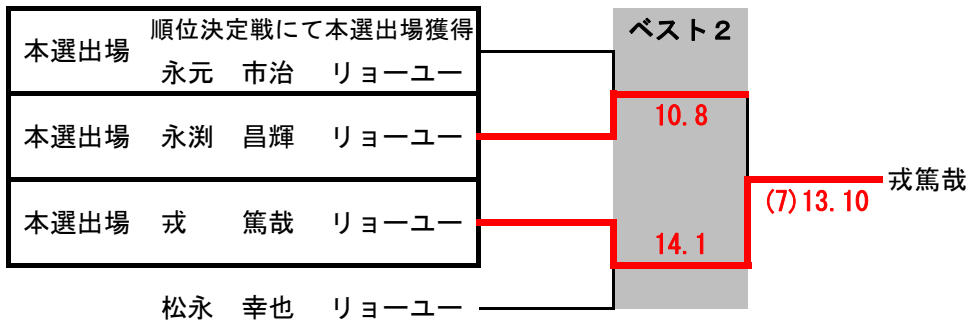 順位決定戦にて本選出場獲得
本選出場 永元 市治 リョーユー
本選出場 永渕 昌輝 リョーユー
本選出場 戎 篤哉 リョーユー
松永 幸也 リョーユー
ベスト2
10.8
14.1
(7)13.10
戎篤哉